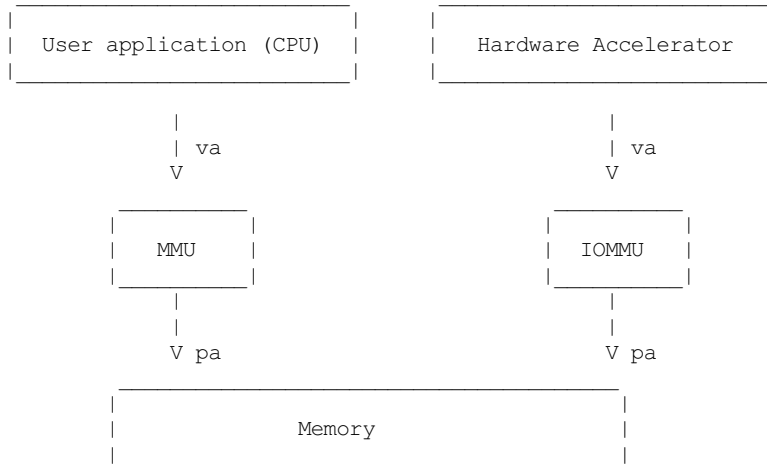 User application (CPU) Hardware Accelerator
va va
V V
MMU IOMMU
V pa V pa
Memory